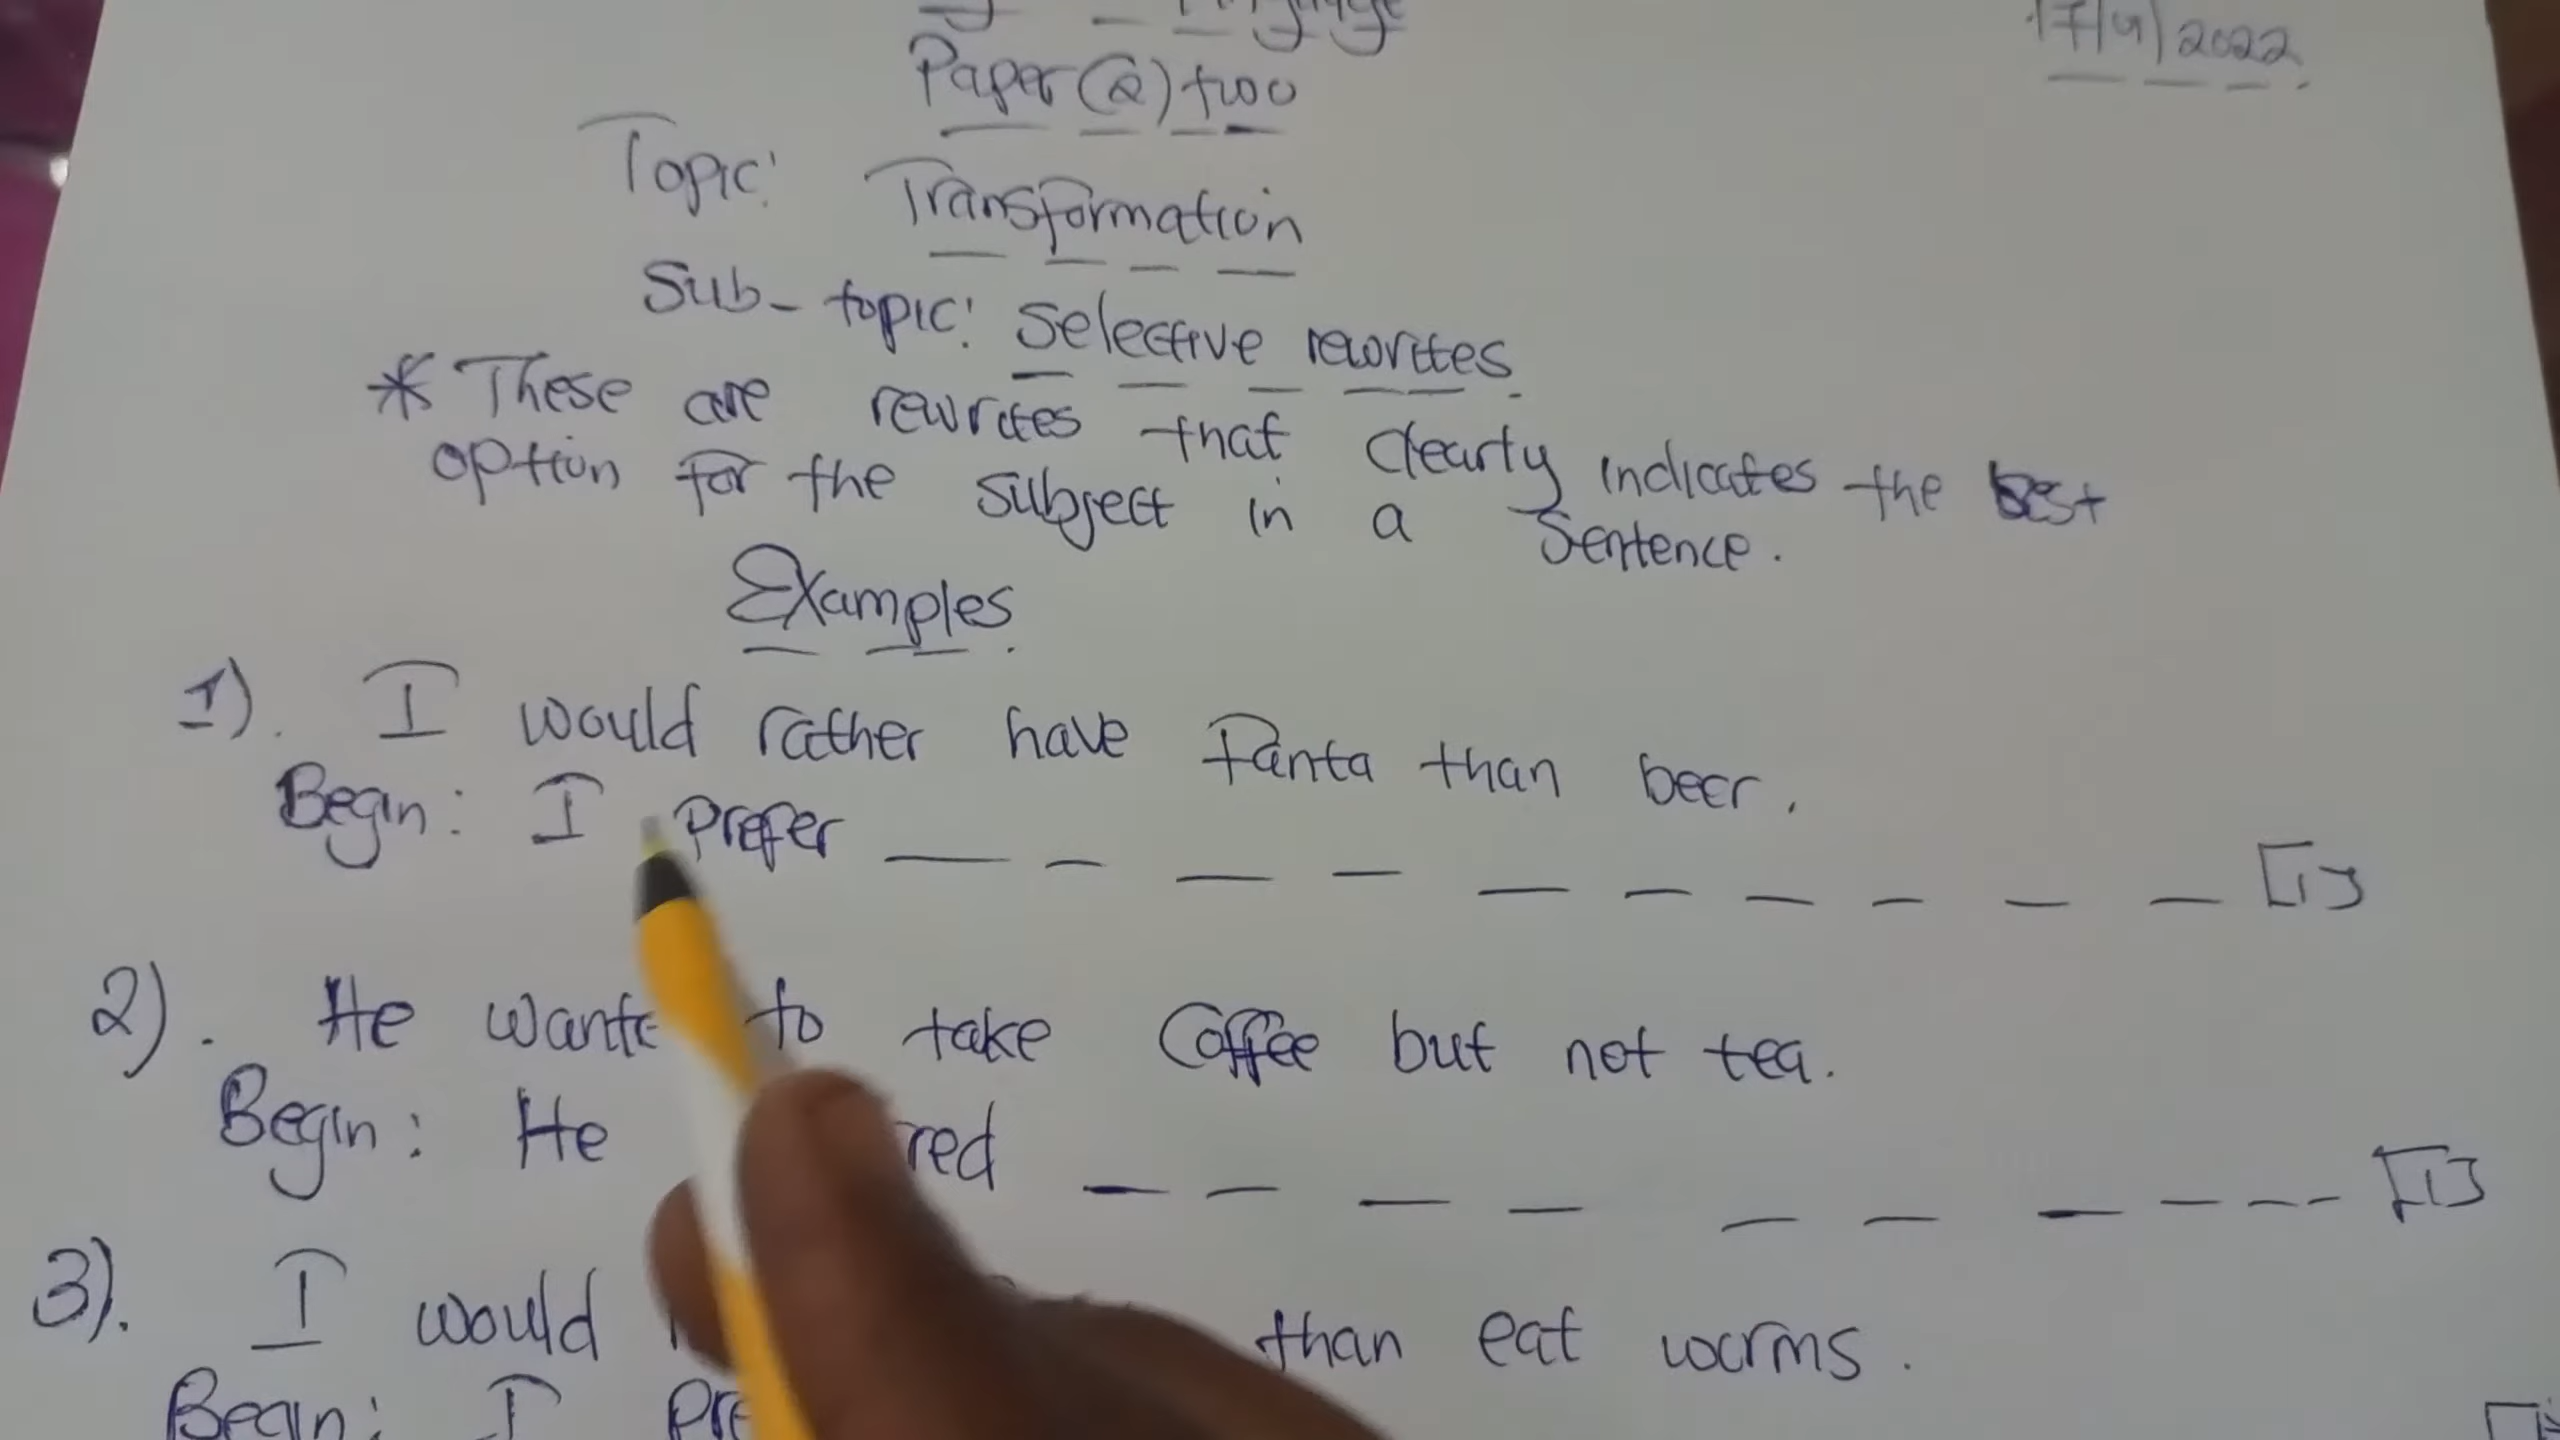 Language
17/4/2022
Paper (2) two
Topic: Transformation
Sub-topic: Selective rewrites.
* These are rewrites that clearly indicates the best
option for the subject in a sentence.
Examples.
1). I would rather have Fanta than beer.
Begin: I prefer _ _ _ _ _ _ _ _ _ _ [1]
2). He to take Coffee but not tea.
Begin: He _ _ _ _ _ _ _ _ _ _ [1]
3). I would than eat worms.
Begin: I